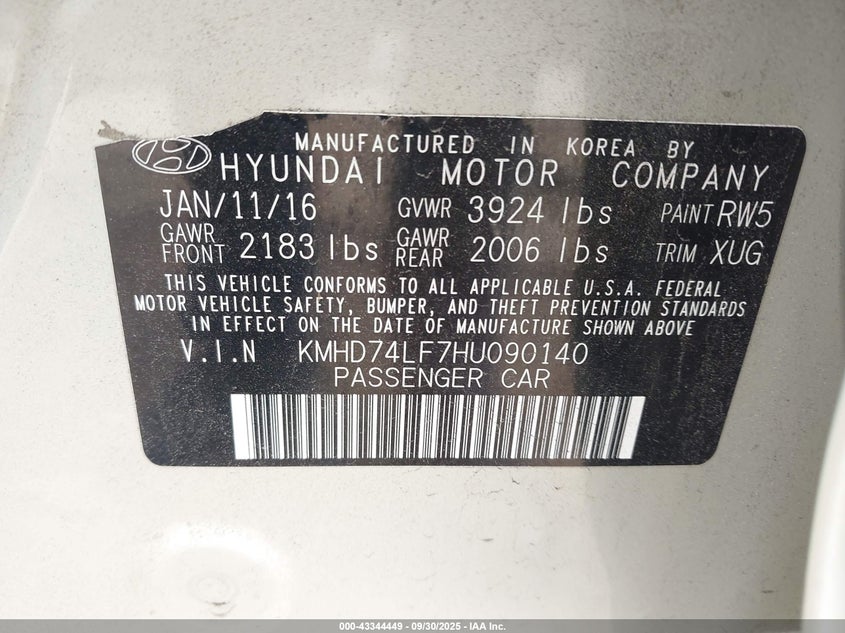 MANUFACTURED IN KOREA BY
HYUNDAI MOTOR COMPANY
JAN/11/16 GVWR 3924 lbs PAINT RW5
GAWR FRONT 2183 lbs GAWR REAR 2006 lbs TRIM XUG
THIS VEHICLE CONFORMS TO ALL APPLICABLE U.S.A. FEDERAL
MOTOR VEHICLE SAFETY, BUMPER, AND THEFT PREVENTION STANDARDS
IN EFFECT ON THE DATE OF MANUFACTURE SHOWN ABOVE
V.I.N KMHD74LF7HU090140
PASSENGER CAR
000-43344449 - 09/30/2025 - IAA Inc.